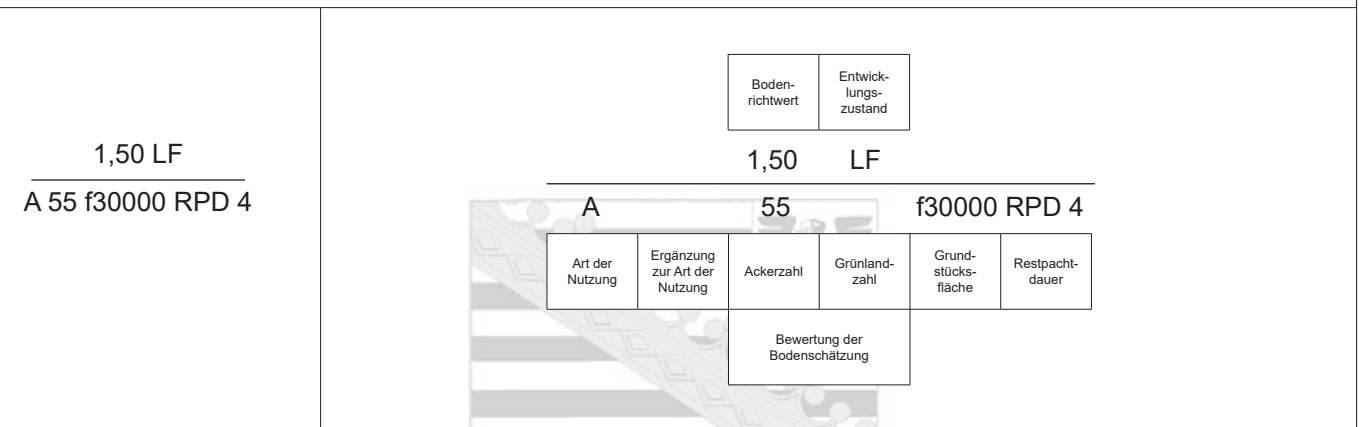 1,50 LF
A 55 f30000 RPD 4
Boden-
richtwert
Entwick-
lungs-
zustand
1,50 LF
A 55 f30000 RPD 4
Art der
Nutzung
Ergänzung
zur Art der
Nutzung
Ackerzahl
Grünland-
zahl
Grund-
stücks-
fläche
Restpacht-
dauer
Bewertung der
Bodenschätzung